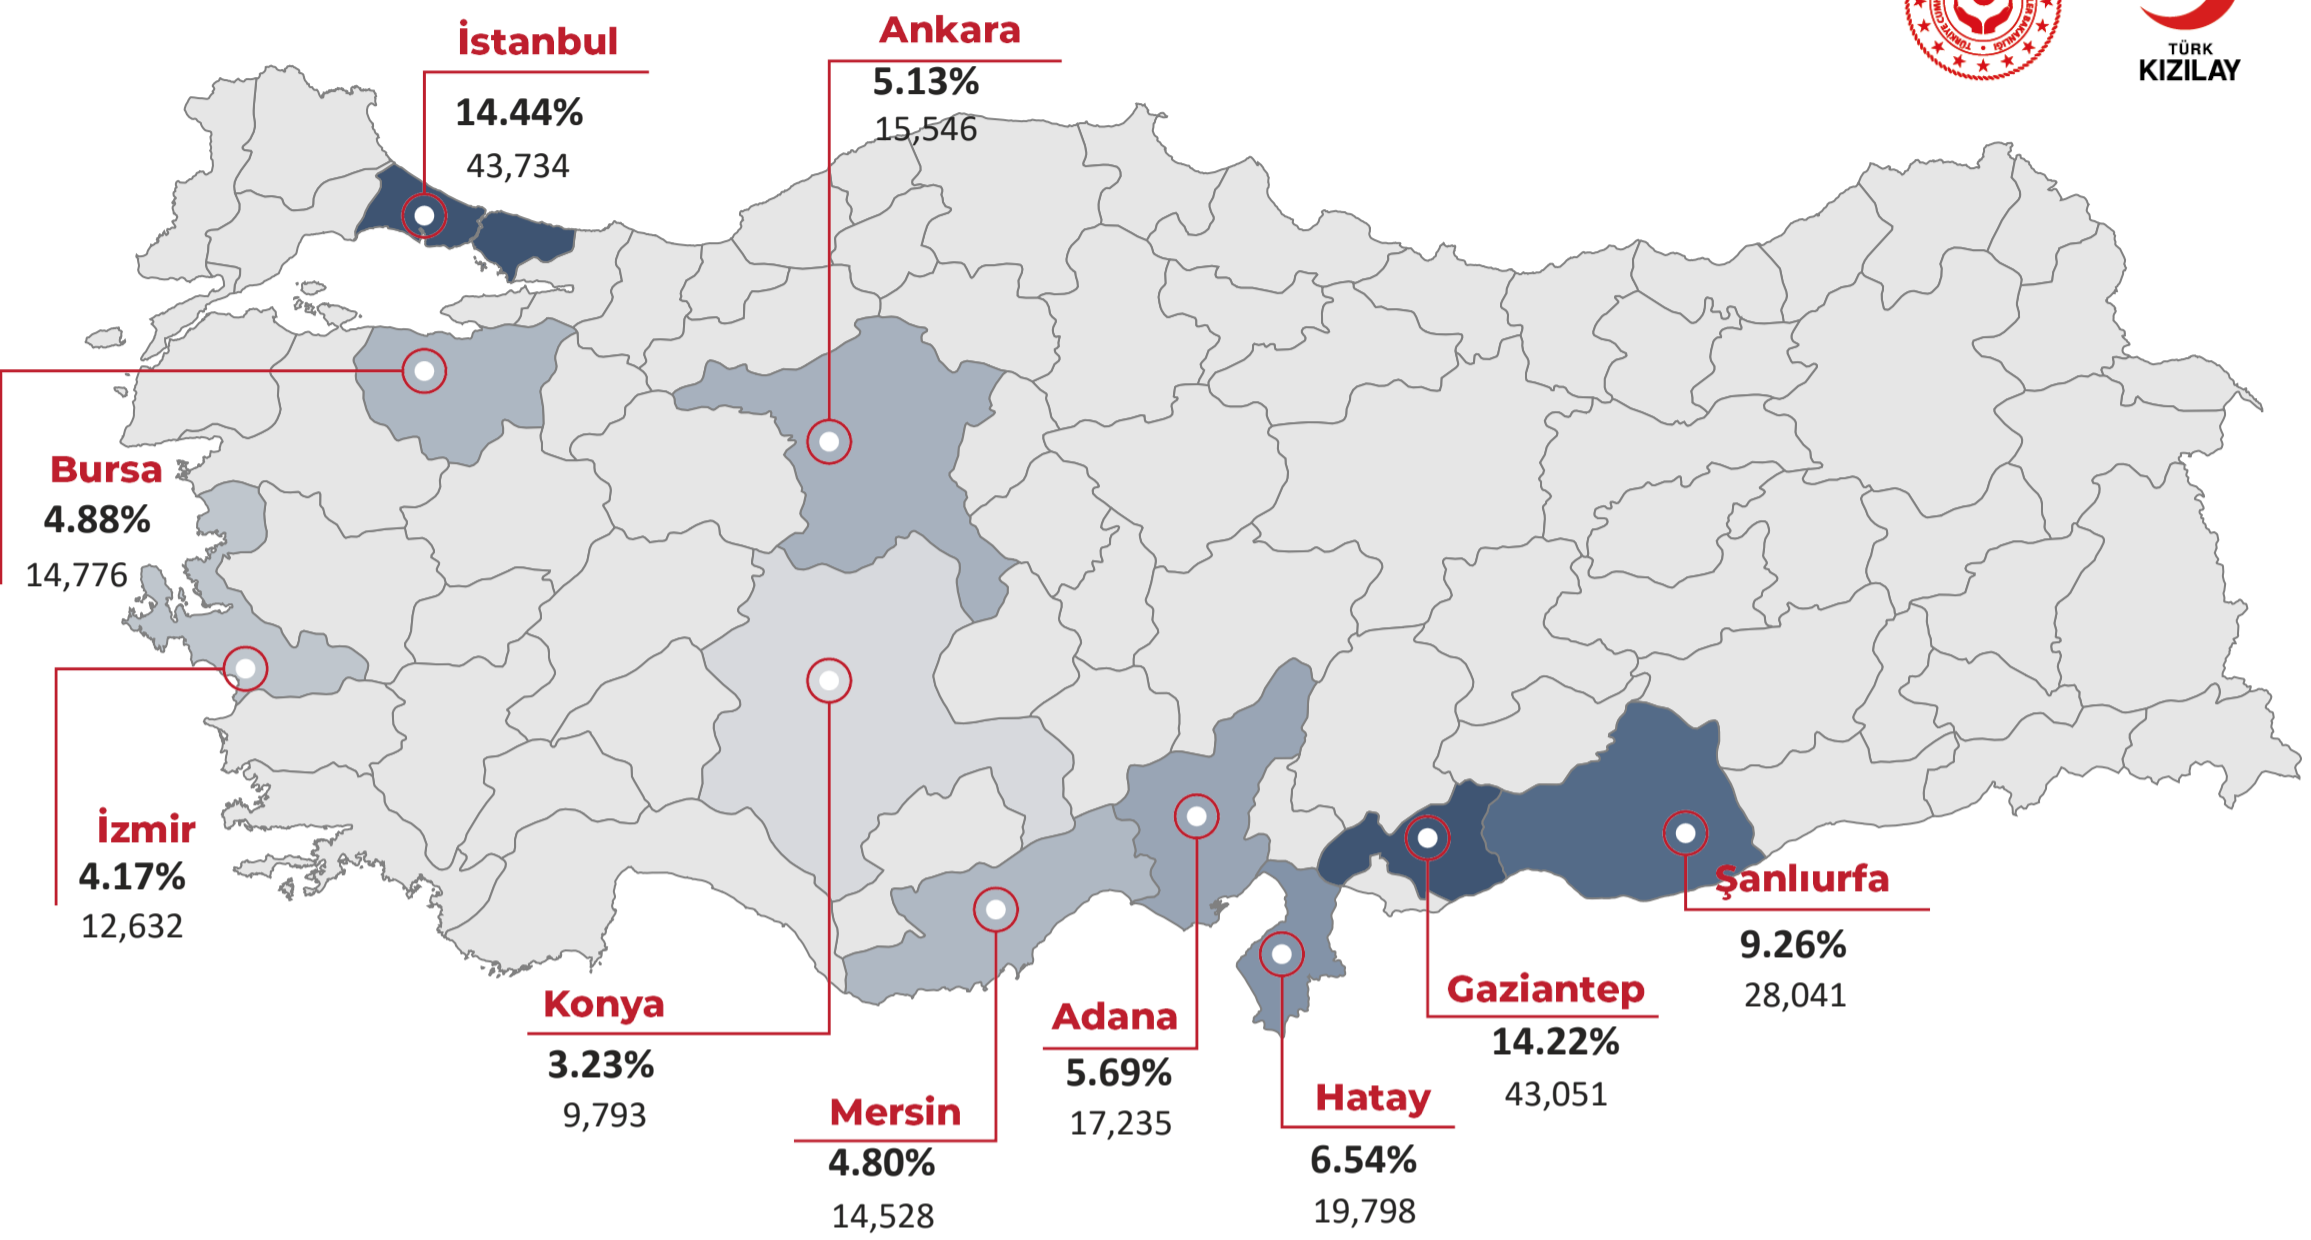 İstanbul
14.44%
43,734
Ankara
5.13%
15,546
TÜRK
KIZILAY
Bursa
4.88%
14,776
İzmir
4.17%
12,632
Konya
3.23%
9,793
Mersin
4.80%
14,528
Adana
5.69%
17,235
Hatay
6.54%
19,798
Gaziantep
14.22%
43,051
Şanlıurfa
9.26%
28,041